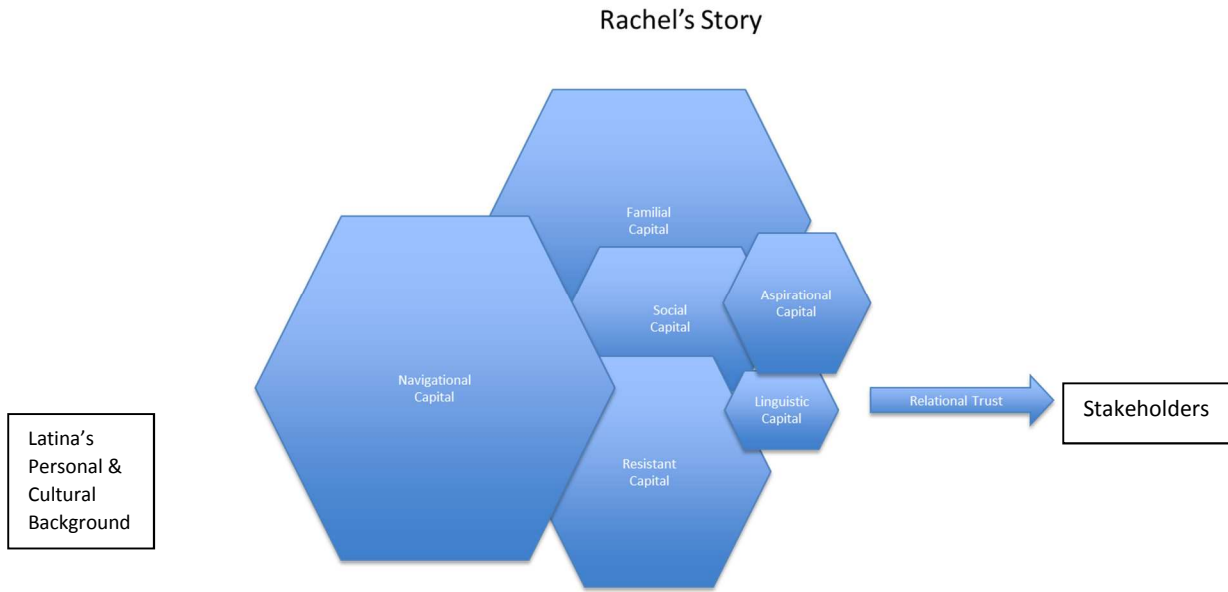 Rachel’s Story
Familial
Capital
Social
Capital
Aspirational
Capital
Navigational
Capital
Linguistic
Capital
Resistant
Capital
Relational Trust
Stakeholders
Latina’s
Personal &
Cultural
Background